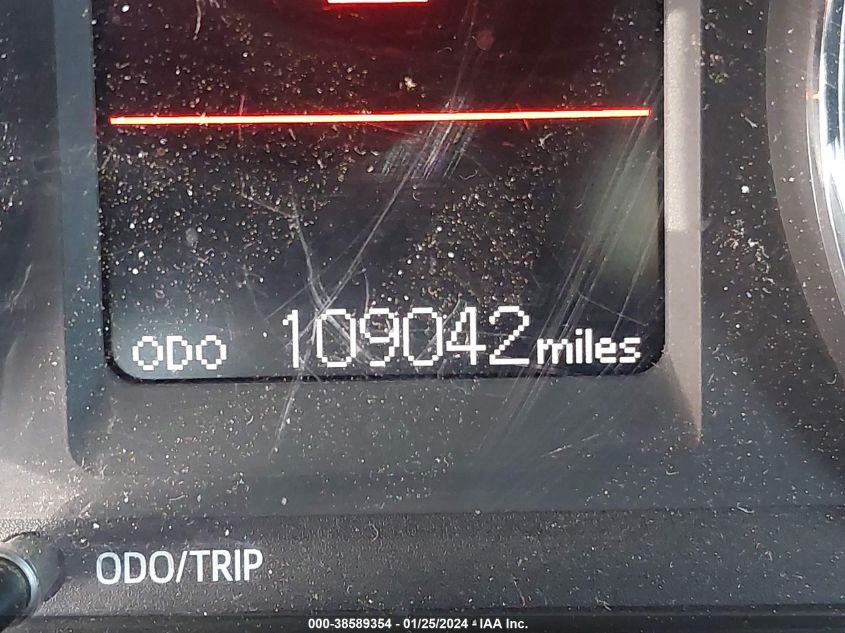 ODO 109042 miles
ODO/TRIP
000-38589354 - 01/25/2024 - IAA Inc.